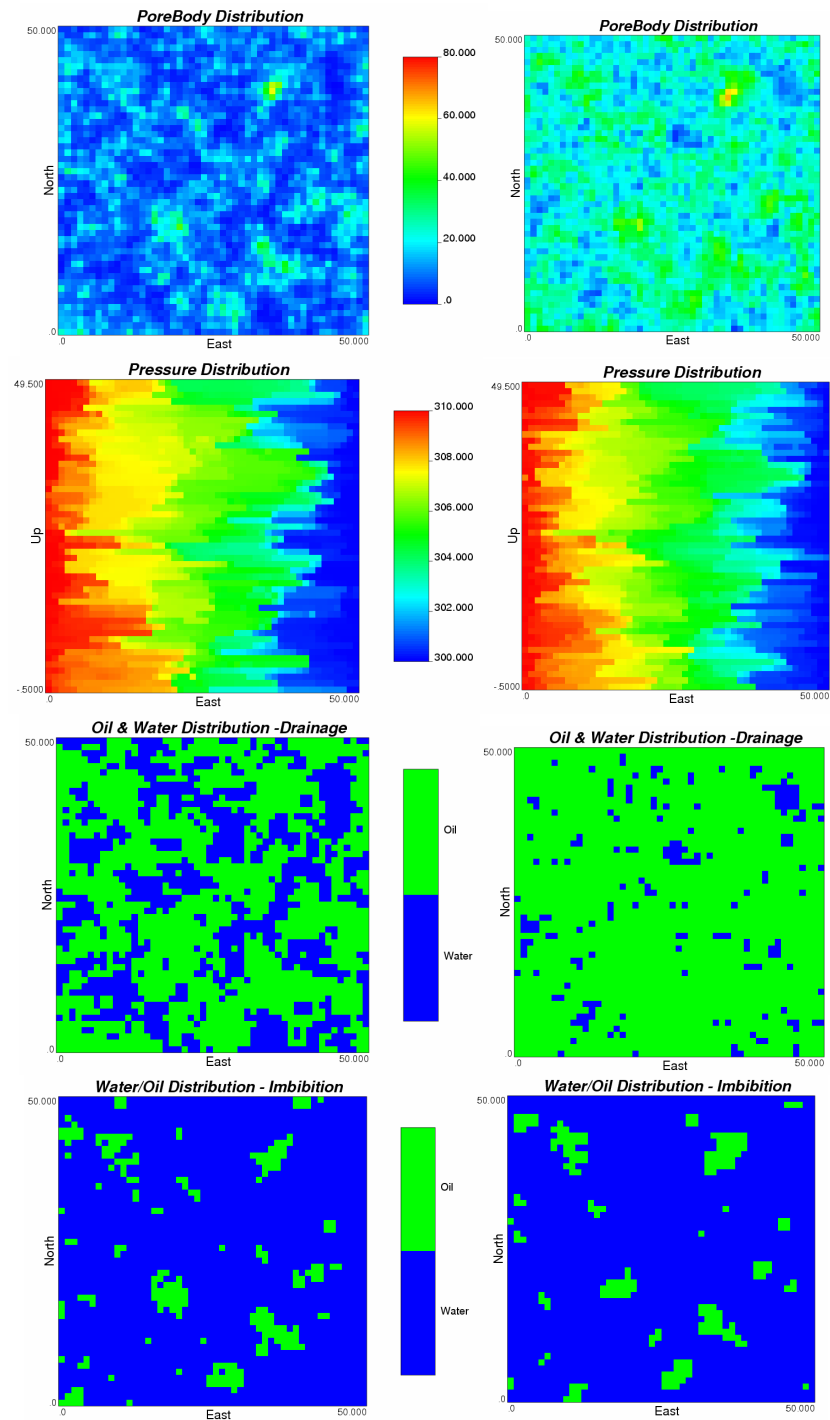 PoreBody Distribution
50.000
North
.0
.0
East
50.000
80.000
60.000
40.000
20.000
.0
PoreBody Distribution
50.000
North
.0
.0
East
50.000
Pressure Distribution
49.500
Up
-.5000
.0
East
50.000
310.000
308.000
306.000
304.000
302.000
300.000
Pressure Distribution
49.500
Up
-.5000
.0
East
50.000
Oil & Water Distribution -Drainage
50.000
North
.0
.0
East
50.000
Oil
Water
Oil & Water Distribution -Drainage
50.000
North
.0
.0
East
50.000
Water/Oil Distribution - Imbibition
50.000
North
.0
.0
East
50.000
Oil
Water
Water/Oil Distribution - Imbibition
50.000
North
.0
.0
East
50.000